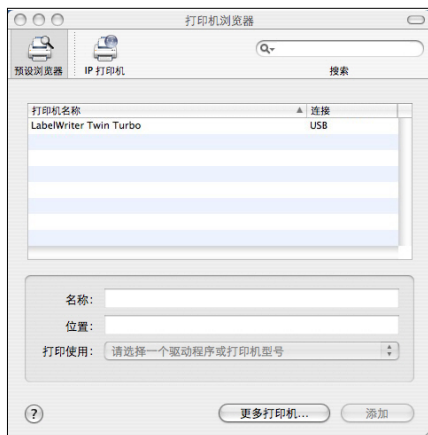 打印机浏览器
预设浏览器 IP 打印机 搜索
打印机名称 连接
LabelWriter Twin Turbo USB
名称:
位置:
打印使用: 请选择一个驱动程序或打印机型号
? 更多打印机... 添加